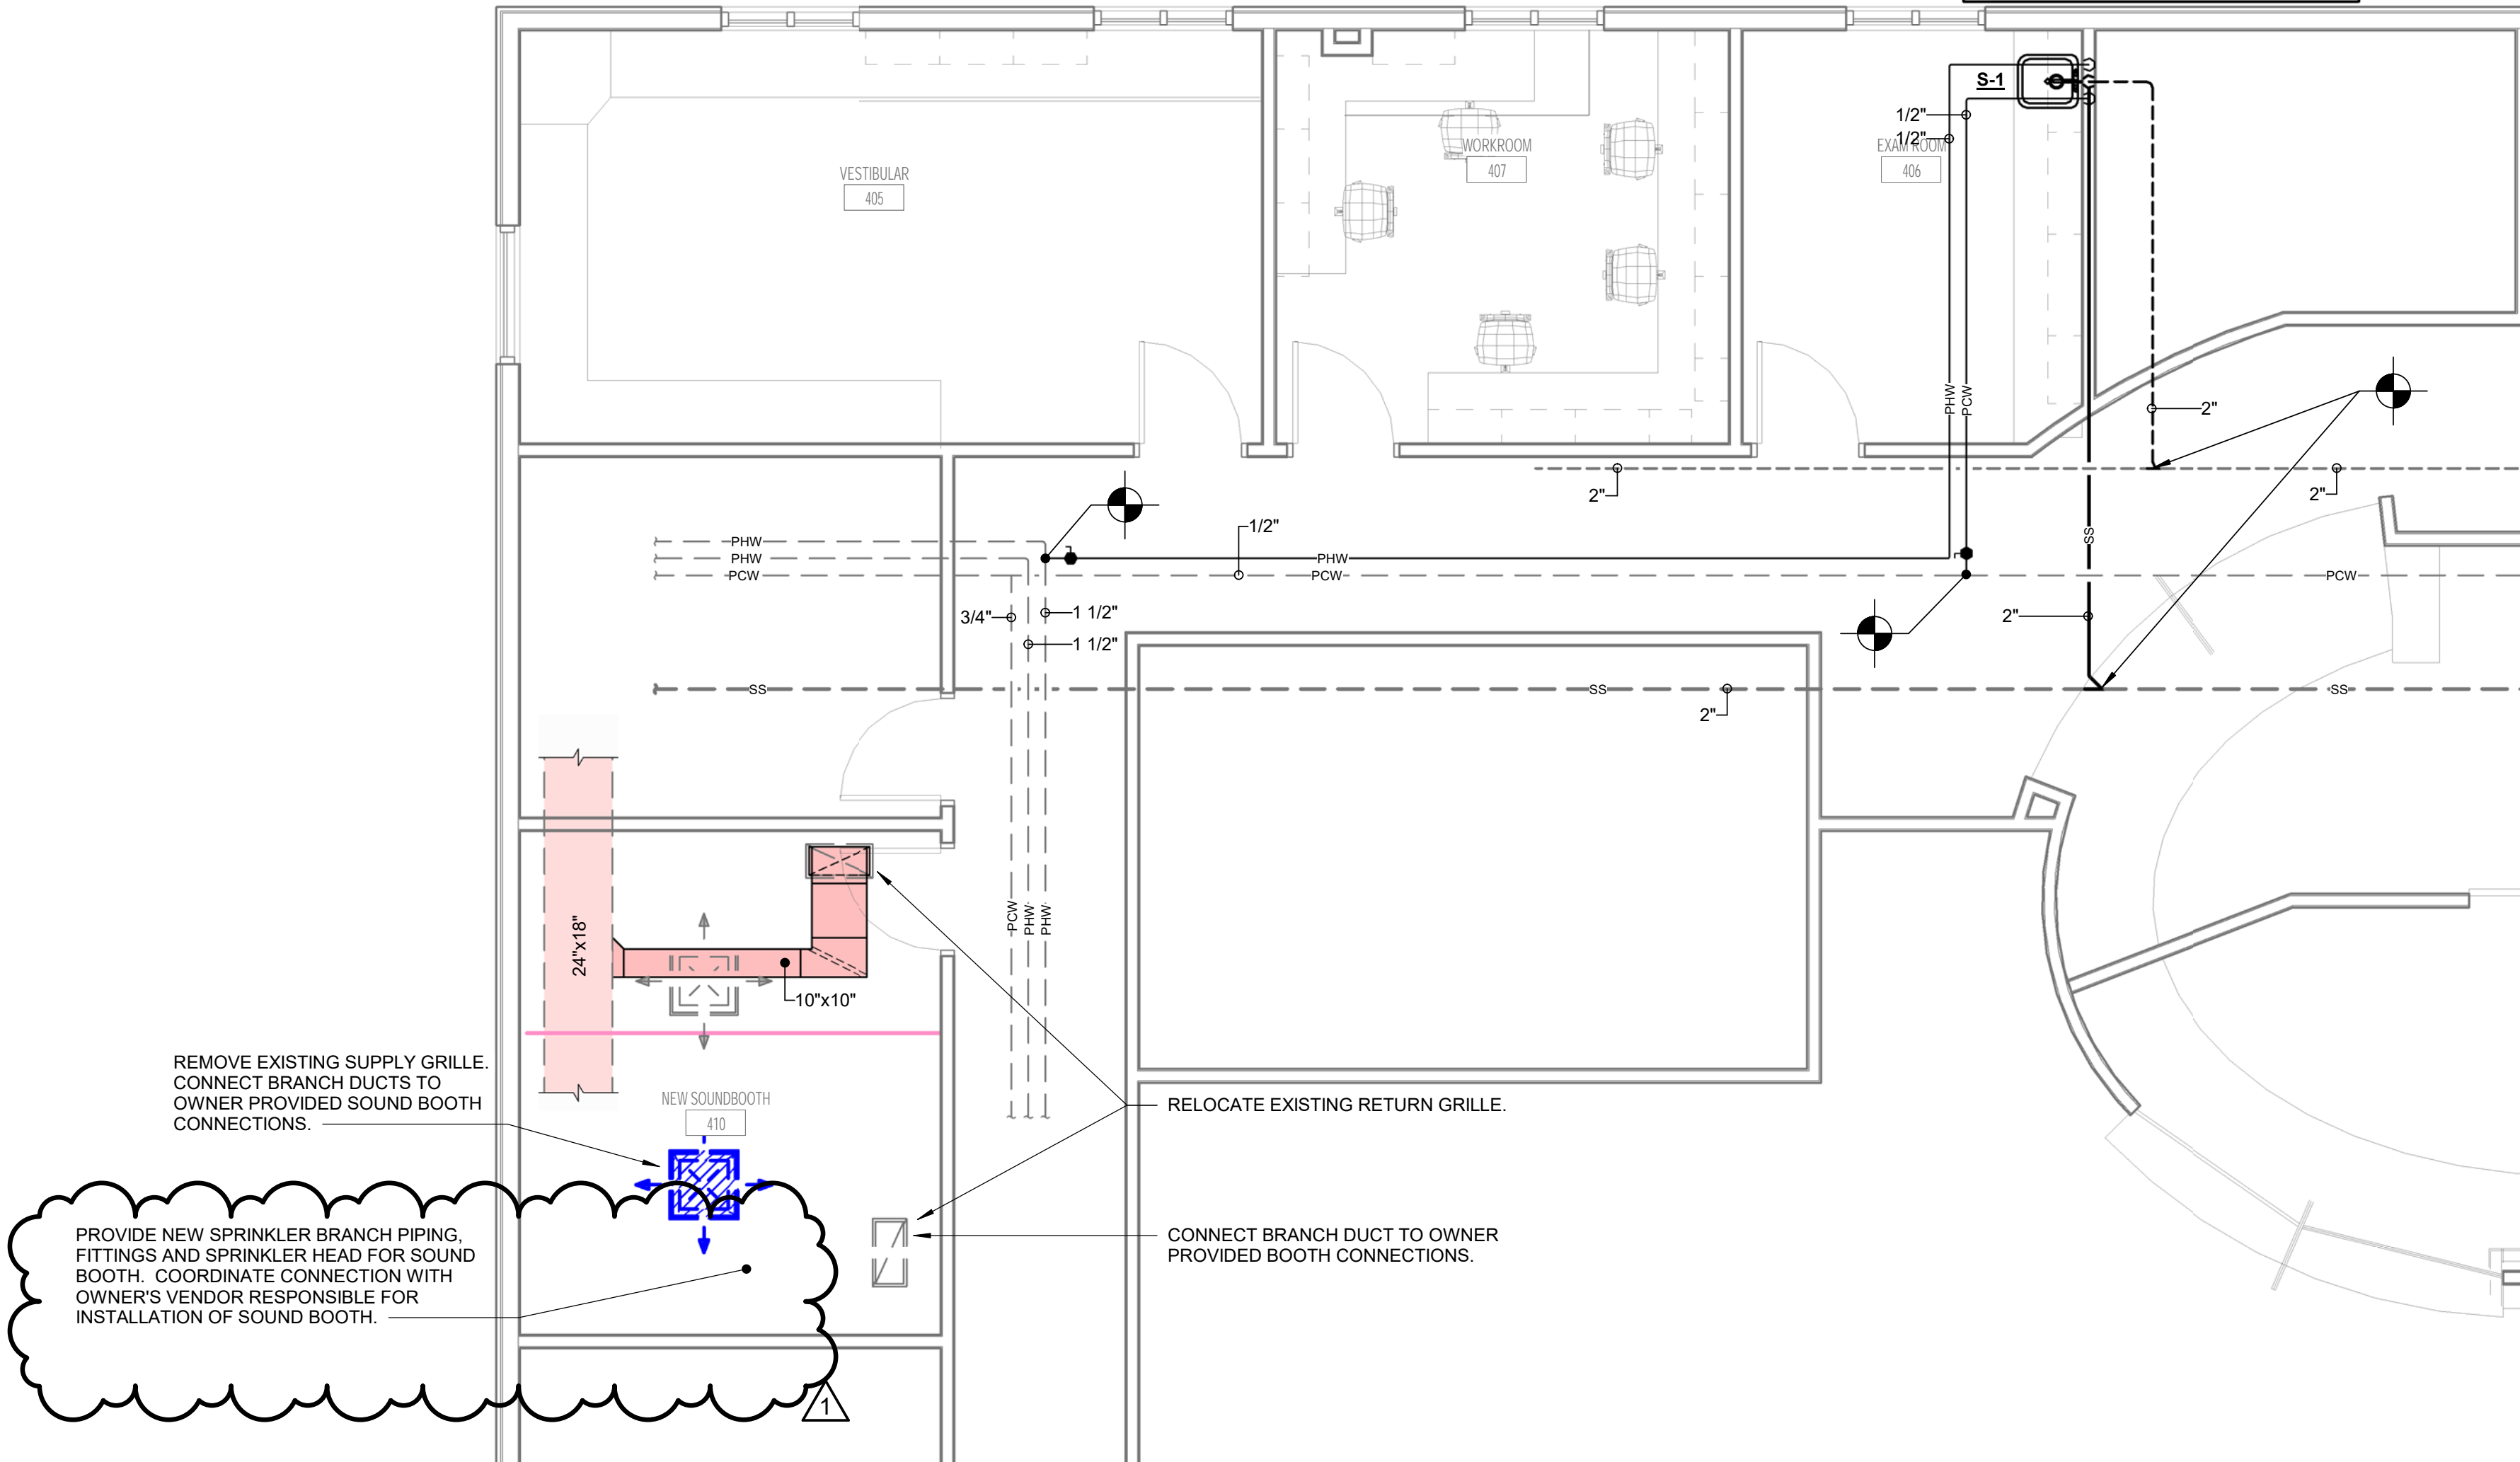 S-1
1/2"
1/2"
VESTIBULAR
405
WORKROOM
407
EXAM ROOM
406
PHW
PCW
2"
2"
2"
1/2"
PHW
PHW
PCW
PHW
PCW
PCW
SS
3/4"
1 1/2"
1 1/2"
2"
SS
SS
SS
2"
PCW
PHW
PHW
24"x18"
10"x10"
REMOVE EXISTING SUPPLY GRILLE.
CONNECT BRANCH DUCTS TO
OWNER PROVIDED SOUND BOOTH
CONNECTIONS.
NEW SOUNDBOOTH
410
RELOCATE EXISTING RETURN GRILLE.
CONNECT BRANCH DUCT TO OWNER
PROVIDED BOOTH CONNECTIONS.
PROVIDE NEW SPRINKLER BRANCH PIPING,
FITTINGS AND SPRINKLER HEAD FOR SOUND
BOOTH.  COORDINATE CONNECTION WITH
OWNER'S VENDOR RESPONSIBLE FOR
INSTALLATION OF SOUND BOOTH.
1